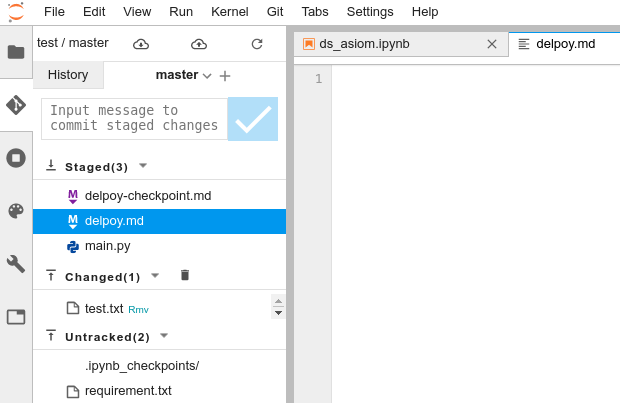 File Edit View Run Kernel Git Tabs Settings Help
test / master
ds_asiom.ipynb
delpoy.md
History
master
1
Input message to
commit staged changes
Staged(3)
delpoy-checkpoint.md
delpoy.md
main.py
Changed(1)
test.txt Rmv
Untracked(2)
.ipynb_checkpoints/
requirement.txt